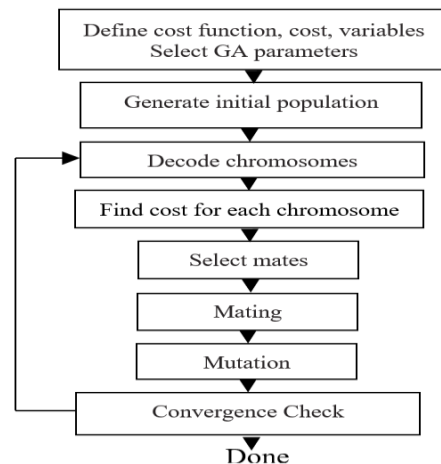 Define cost function, cost, variables
Select GA parameters
Generate initial population
Decode chromosomes
Find cost for each chromosome
Select mates
Mating
Mutation
Convergence Check
Done